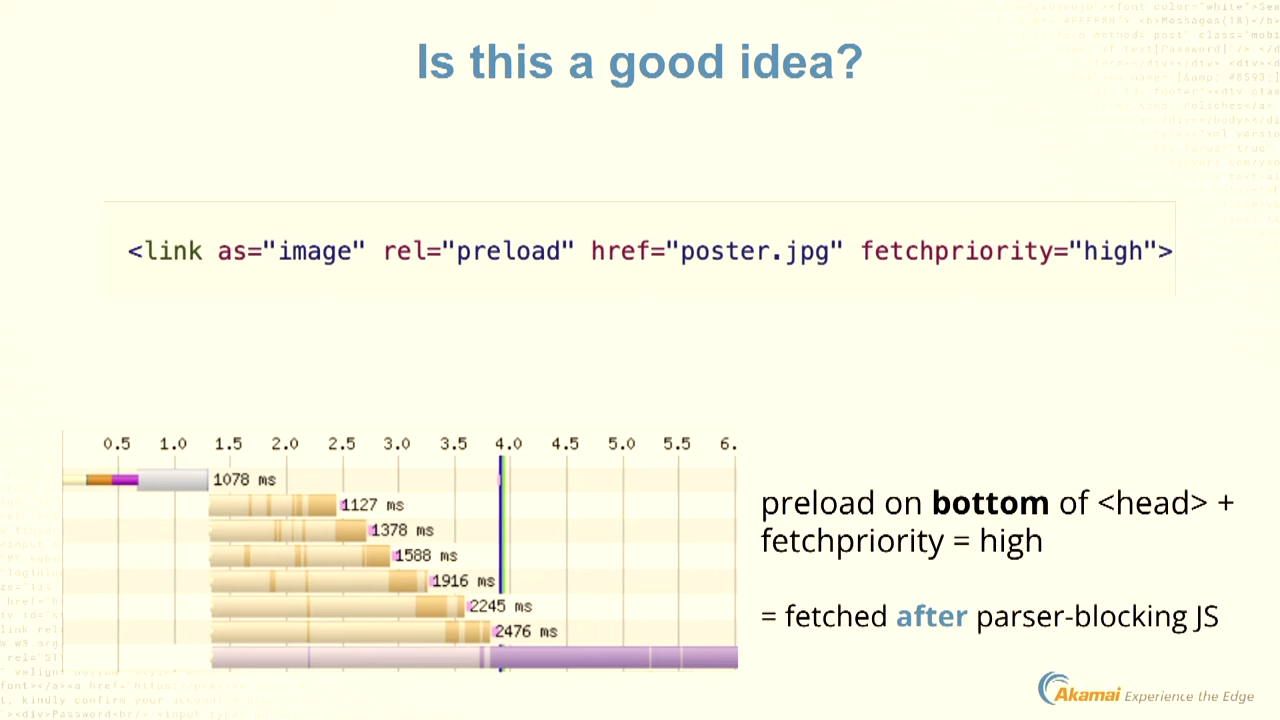 Is this a good idea?
<link as="image" rel="preload" href="poster.jpg" fetchpriority="high">
0.5 1.0 1.5 2.0 2.5 3.0 3.5 4.0 4.5 5.0 5.5 6.
1078 ms
1127 ms
1378 ms
1588 ms
1916 ms
2245 ms
2476 ms
preload on bottom of <head> +
fetchpriority = high
= fetched after parser-blocking JS
Akamai Experience the Edge